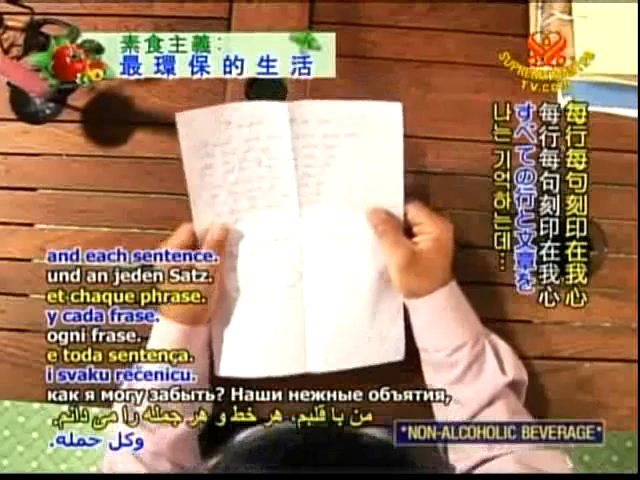 素食主義:
最環保的生活
SUPREME MASTER
TV.com
每行每句刻印在我心
每行每句刻印在我心
すべての行と文章を
나는 기억하는데...
and each sentence.
und an jeden Satz.
et chaque phrase.
y cada frase.
ogni frase.
e toda sentença.
i svaku rečenicu.
как я могу забыть? Наши нежные объятия,
من با قلبم، هر خط و هر جمله را می دانم.
وكل جملة.
*NON-ALCOHOLIC BEVERAGE*